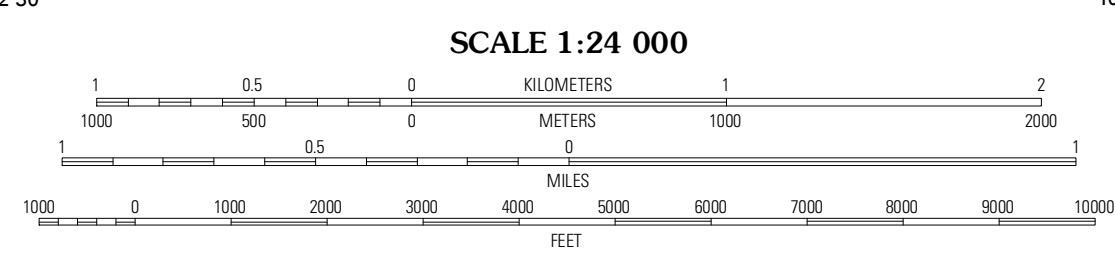 SCALE 1:24 000
1 0.5 0 KILOMETERS 1 2
1000 500 0 METERS 1000 2000
1 0.5 0 1
MILES
1000 0 1000 2000 3000 4000 5000 6000 7000 8000 9000 10000
FEET